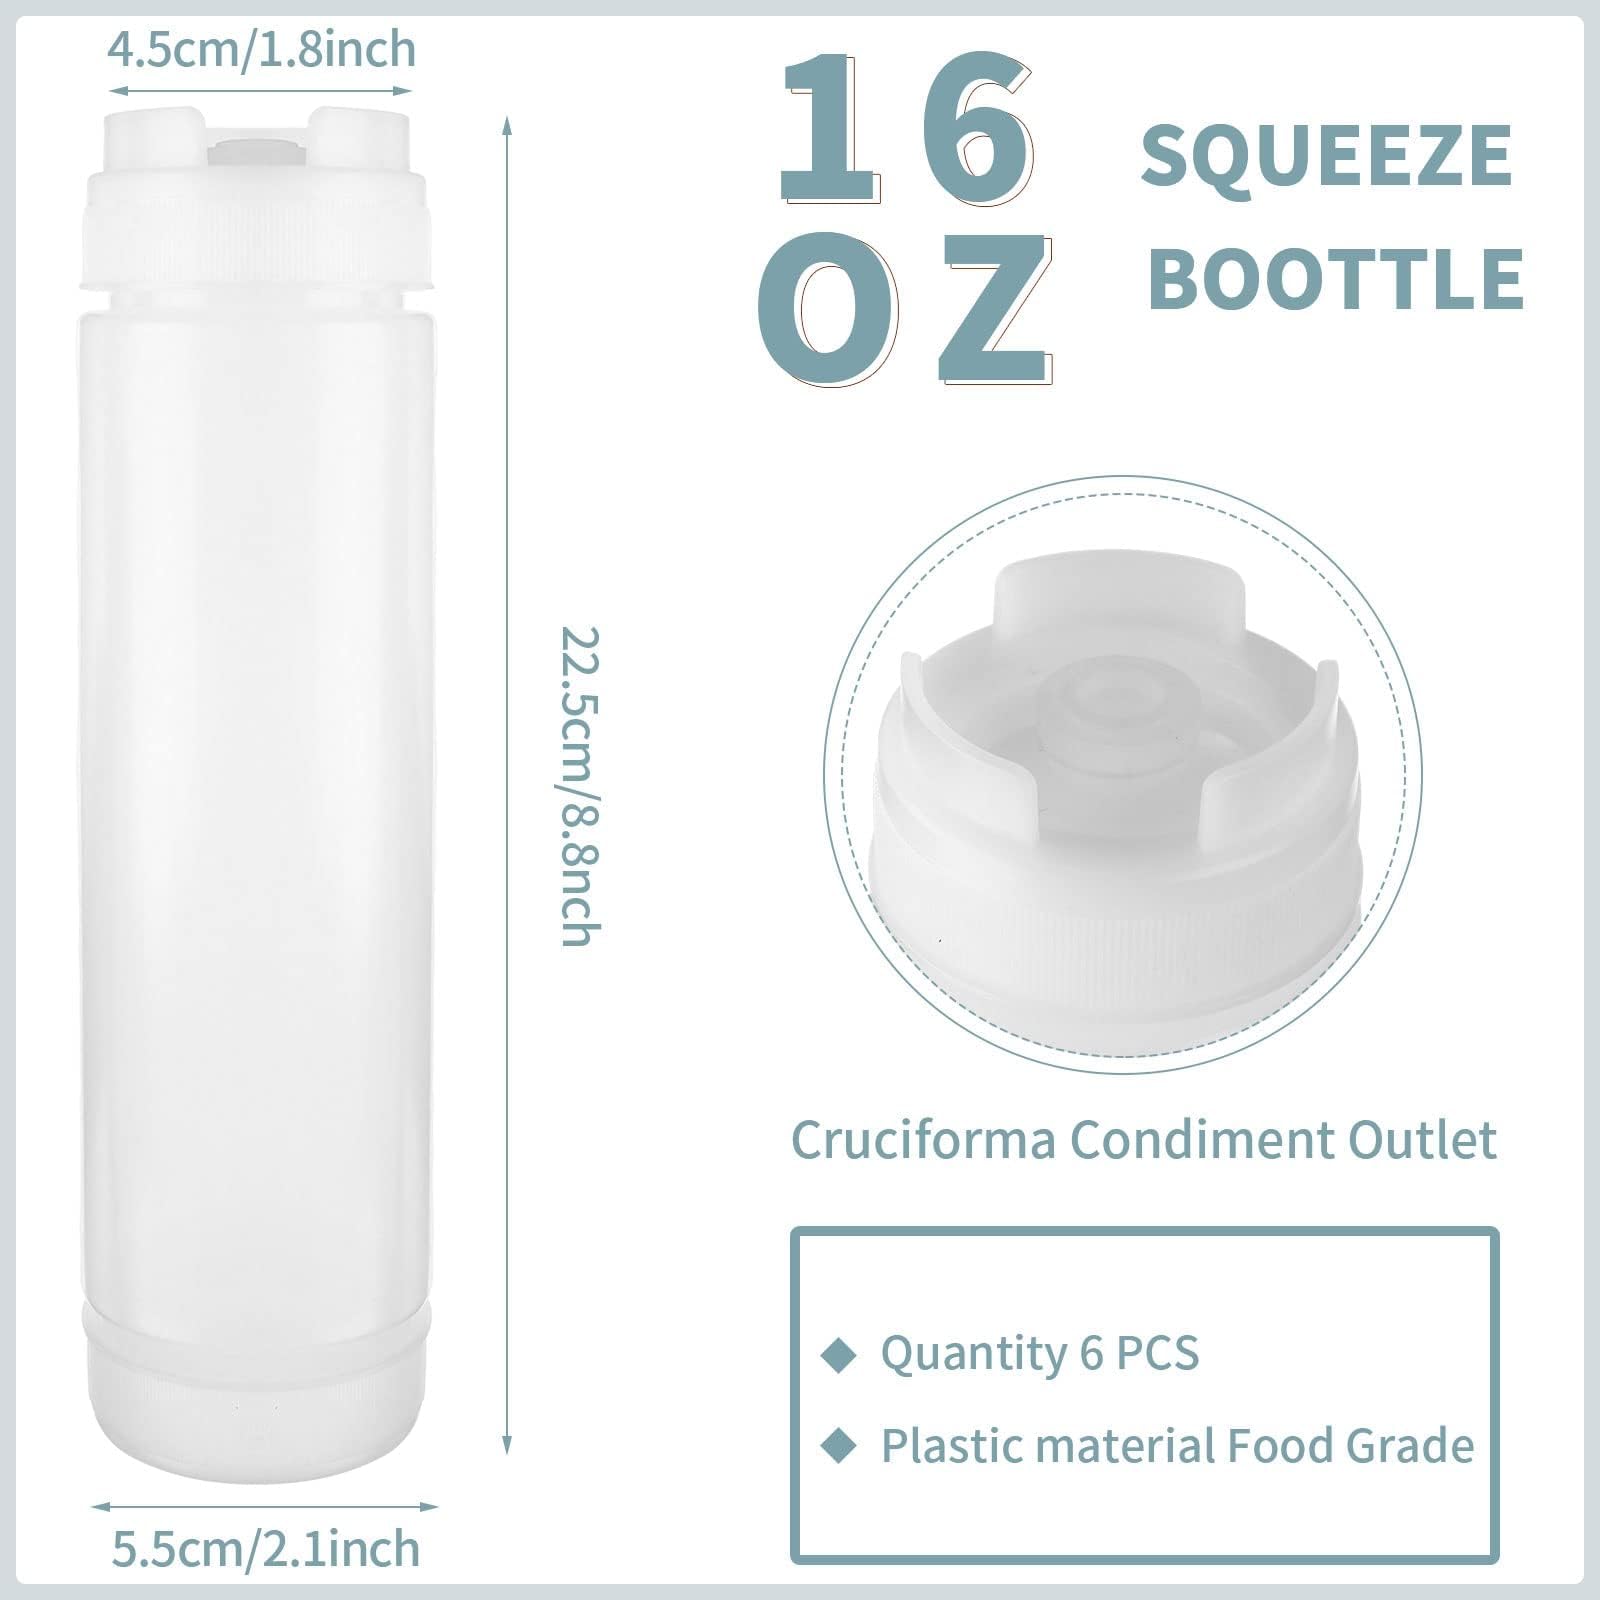 4.5cm/1.8inch
16
OZ
SQUEEZE
BOOTTLE
22.5cm/8.8nch
Cruciforma Condiment Outlet
Quantity 6 PCS
Plastic material Food Grade
5.5cm/2.1inch